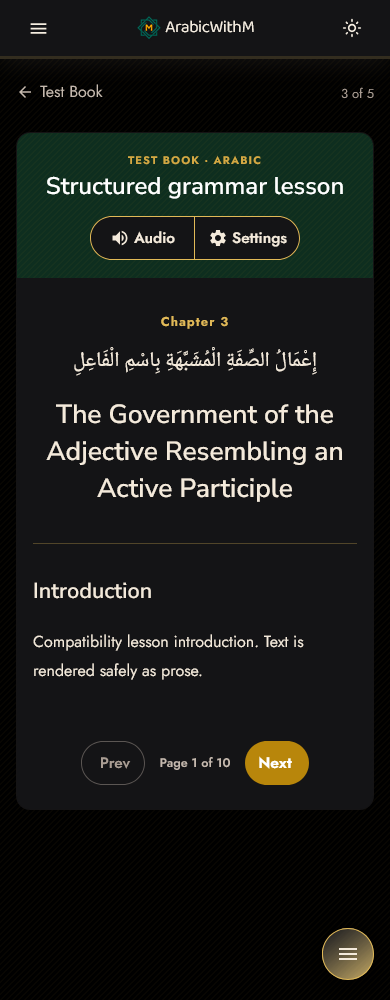 ArabicWithM
Test Book
3 of 5
TEST BOOK · ARABIC
Structured grammar lesson
Audio
Settings
Chapter 3
إِعْمَالُ الصِّفَةِ الْمُشَبَّهَةِ بِاسْمِ الْفَاعِلِ
The Government of the
Adjective Resembling an
Active Participle
Introduction
Compatibility lesson introduction. Text is
rendered safely as prose.
Prev
Page 1 of 10
Next